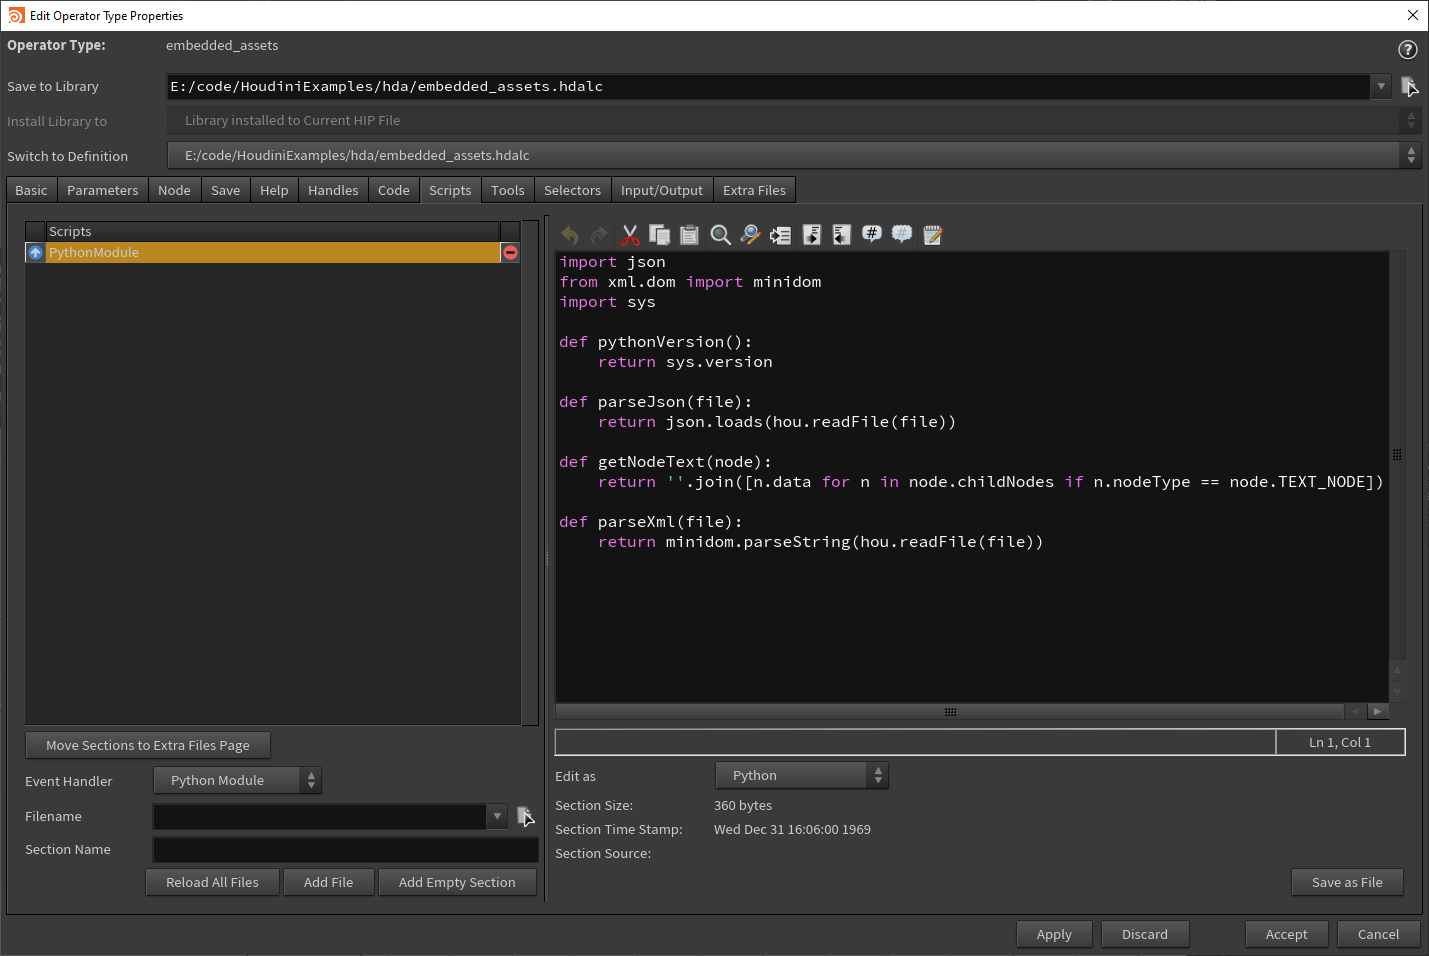 Edit Operator Type Properties
Operator Type: embedded_assets
Save to Library E:/code/HoudiniExamples/hda/embedded_assets.hdalc
Install Library to Library installed to Current HIP File
Switch to Definition E:/code/HoudiniExamples/hda/embedded_assets.hdalc
Basic Parameters Node Save Help Handles Code Scripts Tools Selectors Input/Output Extra Files
Scripts
PythonModule
Move Sections to Extra Files Page
Event Handler Python Module
Filename
Section Name
Reload All Files Add File Add Empty Section
import json
from xml.dom import minidom
import sys
def pythonVersion():
    return sys.version
def parseJson(file):
    return json.loads(hou.readFile(file))
def getNodeText(node):
    return ''.join([n.data for n in node.childNodes if n.nodeType == node.TEXT_NODE])
def parseXml(file):
    return minidom.parseString(hou.readFile(file))
Ln 1, Col 1
Edit as Python
Section Size: 360 bytes
Section Time Stamp: Wed Dec 31 16:06:00 1969
Section Source:
Save as File
Apply Discard Accept Cancel